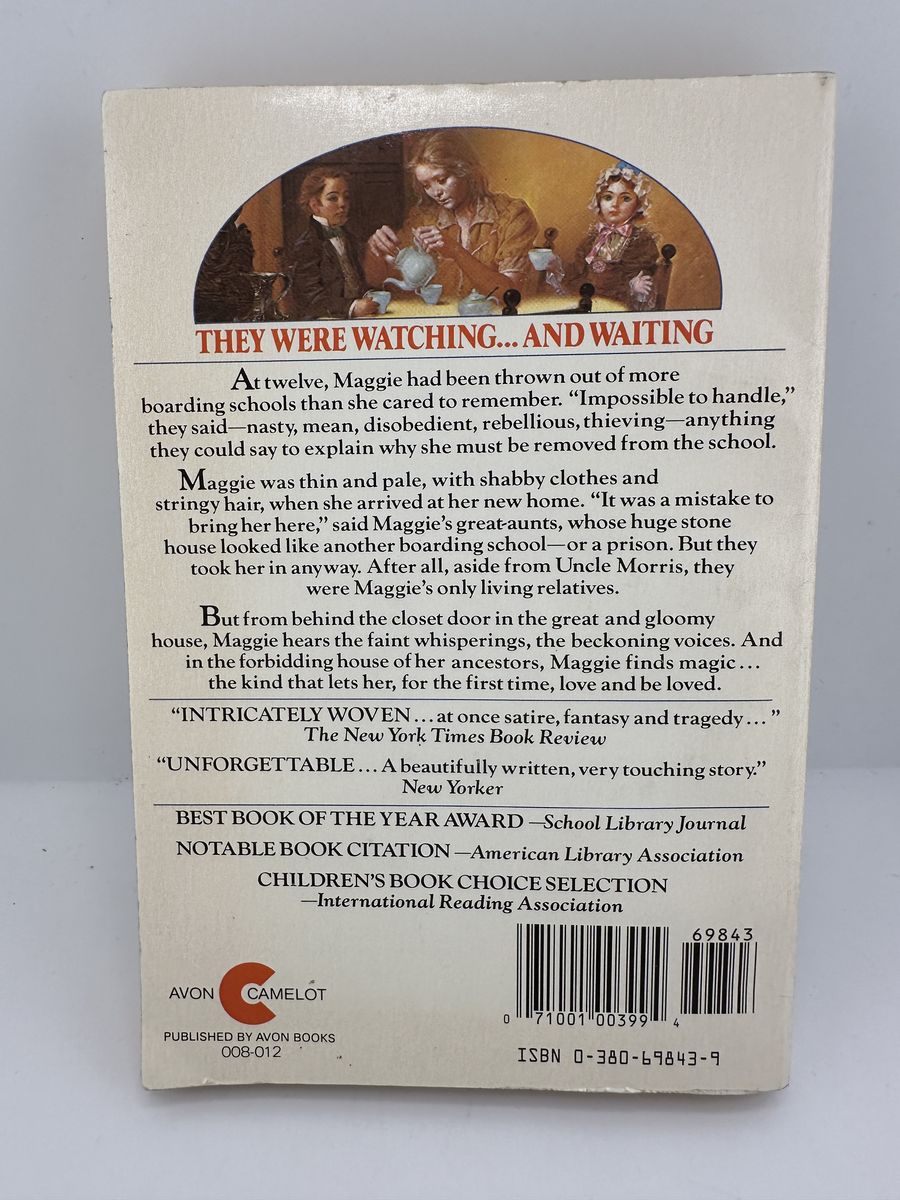 THEY WERE WATCHING... AND WAITING
At twelve, Maggie had been thrown out of more
boarding schools than she cared to remember. “Impossible to handle,”
they said—nasty, mean, disobedient, rebellious, thieving—anything
they could say to explain why she must be removed from the school.
Maggie was thin and pale, with shabby clothes and
stringy hair, when she arrived at her new home. “It was a mistake to
bring her here,” said Maggie’s great-aunts, whose huge stone
house looked like another boarding school—or a prison. But they
took her in anyway. After all, aside from Uncle Morris, they
were Maggie’s only living relatives.
But from behind the closet door in the great and gloomy
house, Maggie hears the faint whisperings, the beckoning voices. And
in the forbidding house of her ancestors, Maggie finds magic...
the kind that lets her, for the first time, love and be loved.
“INTRICATELY WOVEN...at once satire, fantasy and tragedy...”
The New York Times Book Review
“UNFORGETTABLE...A beautifully written, very touching story.”
New Yorker
BEST BOOK OF THE YEAR AWARD—School Library Journal
NOTABLE BOOK CITATION—American Library Association
CHILDREN’S BOOK CHOICE SELECTION
—International Reading Association
69843
AVON CAMELOT
0 71001 00399 4
PUBLISHED BY AVON BOOKS
008-012
ISBN 0-380-69843-9